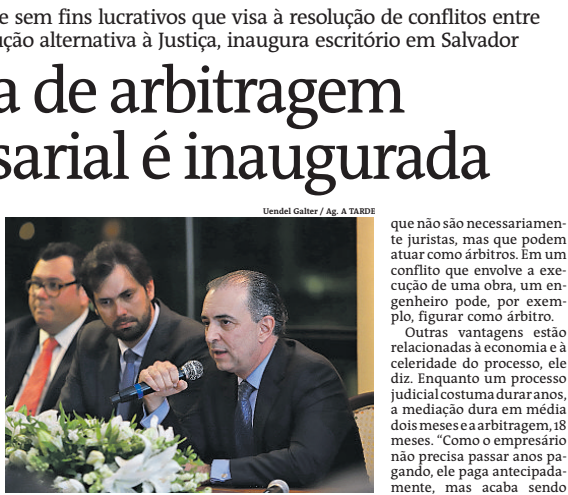 e sem fins lucrativos que visa à resolução de conflitos entre
ução alternativa à Justiça, inaugura escritório em Salvador
a de arbitragem
sarial é inaugurada
Uendel Galter / Ag. A TARDE
que não são necessariamen-
te juristas, mas que podem
atuar como árbitros. Em um
conflito que envolve a exe-
cução de uma obra, um en-
genheiro pode, por exem-
plo, figurar como árbitro.
Outras vantagens estão
relacionadas à economia e à
celeridade do processo, ele
diz. Enquanto um processo
judicial costuma durar anos,
a mediação dura em média
dois meses e a arbitragem, 18
meses. “Como o empresário
não precisa passar anos pa-
gando, ele paga antecipada-
mente, mas acaba sendo